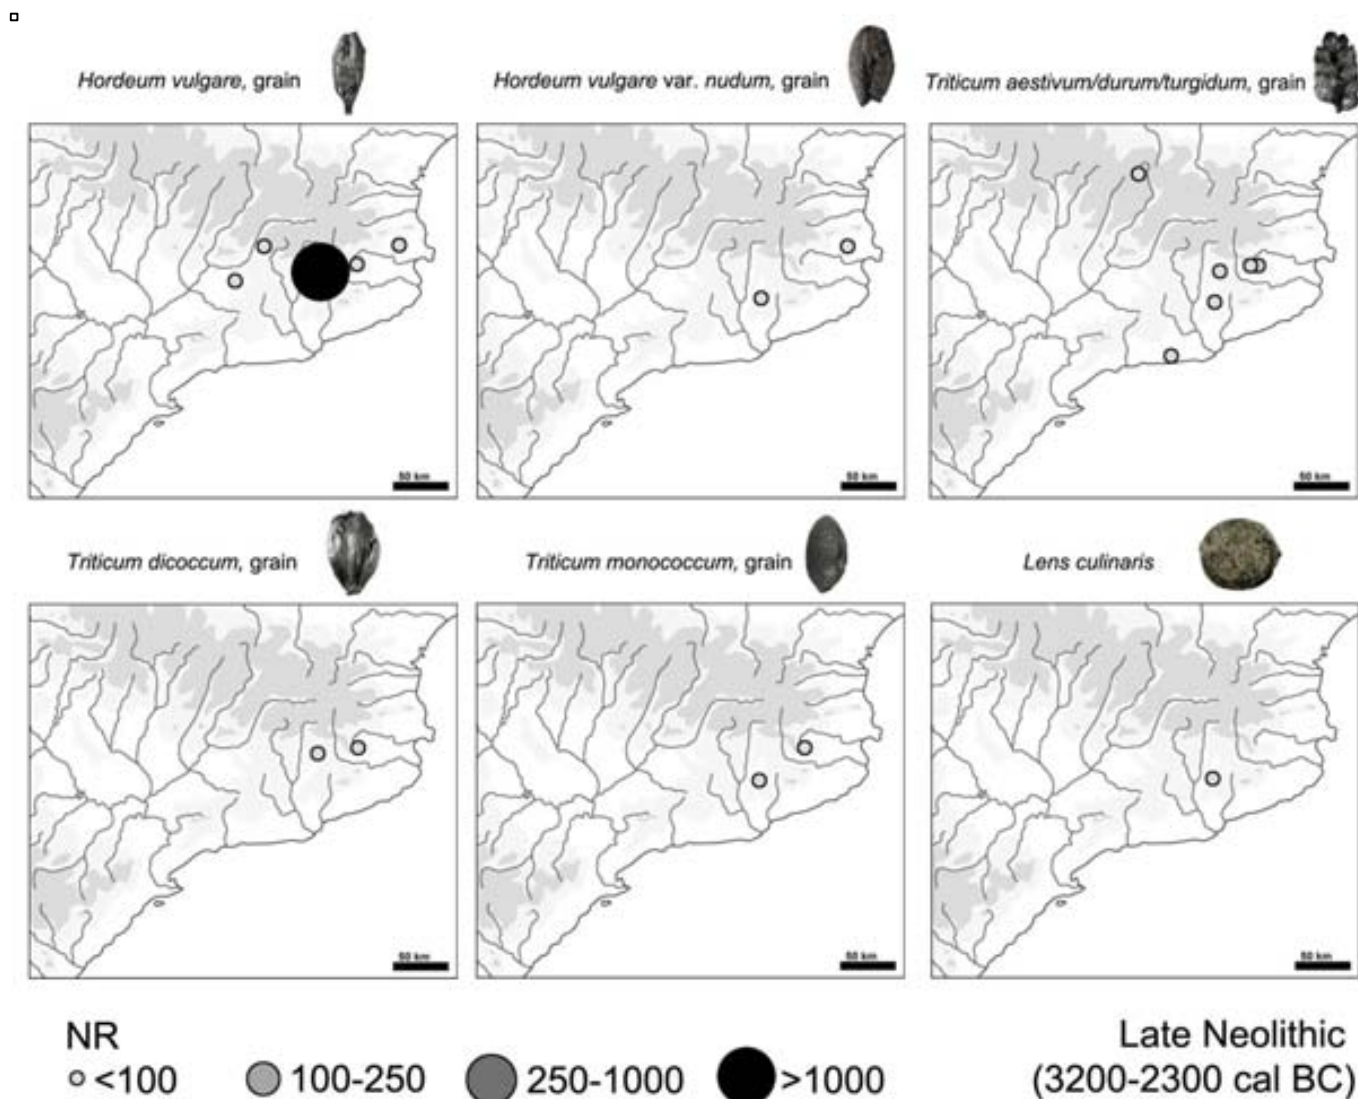 Hordeum vulgare, grain
Hordeum vulgare var. nudum, grain
Triticum aestivum/durum/turgidum, grain
50 km
50 km
50 km
Triticum dicoccum, grain
Triticum monococcum, grain
Lens culinaris
50 km
50 km
50 km
NR
<100
100-250
250-1000
>1000
Late Neolithic
(3200-2300 cal BC)